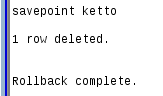 savepoint ketto
1 row deleted.
Rollback complete.